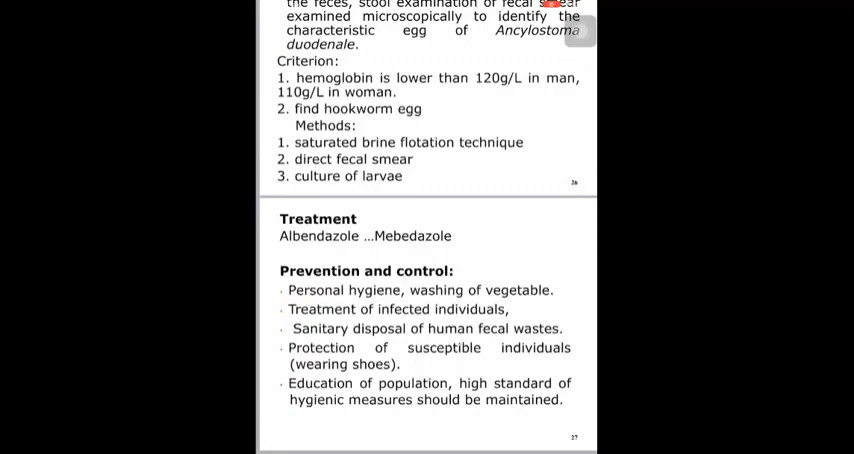 the feces, stool examination of fecal smear
examined microscopically to identify the
characteristic egg of Ancylostoma
duodenale.
Criterion:
1. hemoglobin is lower than 120g/L in man,
110g/L in woman.
2. find hookworm egg
Methods:
1. saturated brine flotation technique
2. direct fecal smear
3. culture of larvae
26
Treatment
Albendazole ...Mebedazole
Prevention and control:
· Personal hygiene, washing of vegetable.
· Treatment of infected individuals,
· Sanitary disposal of human fecal wastes.
· Protection of susceptible individuals
(wearing shoes).
· Education of population, high standard of
hygienic measures should be maintained.
27